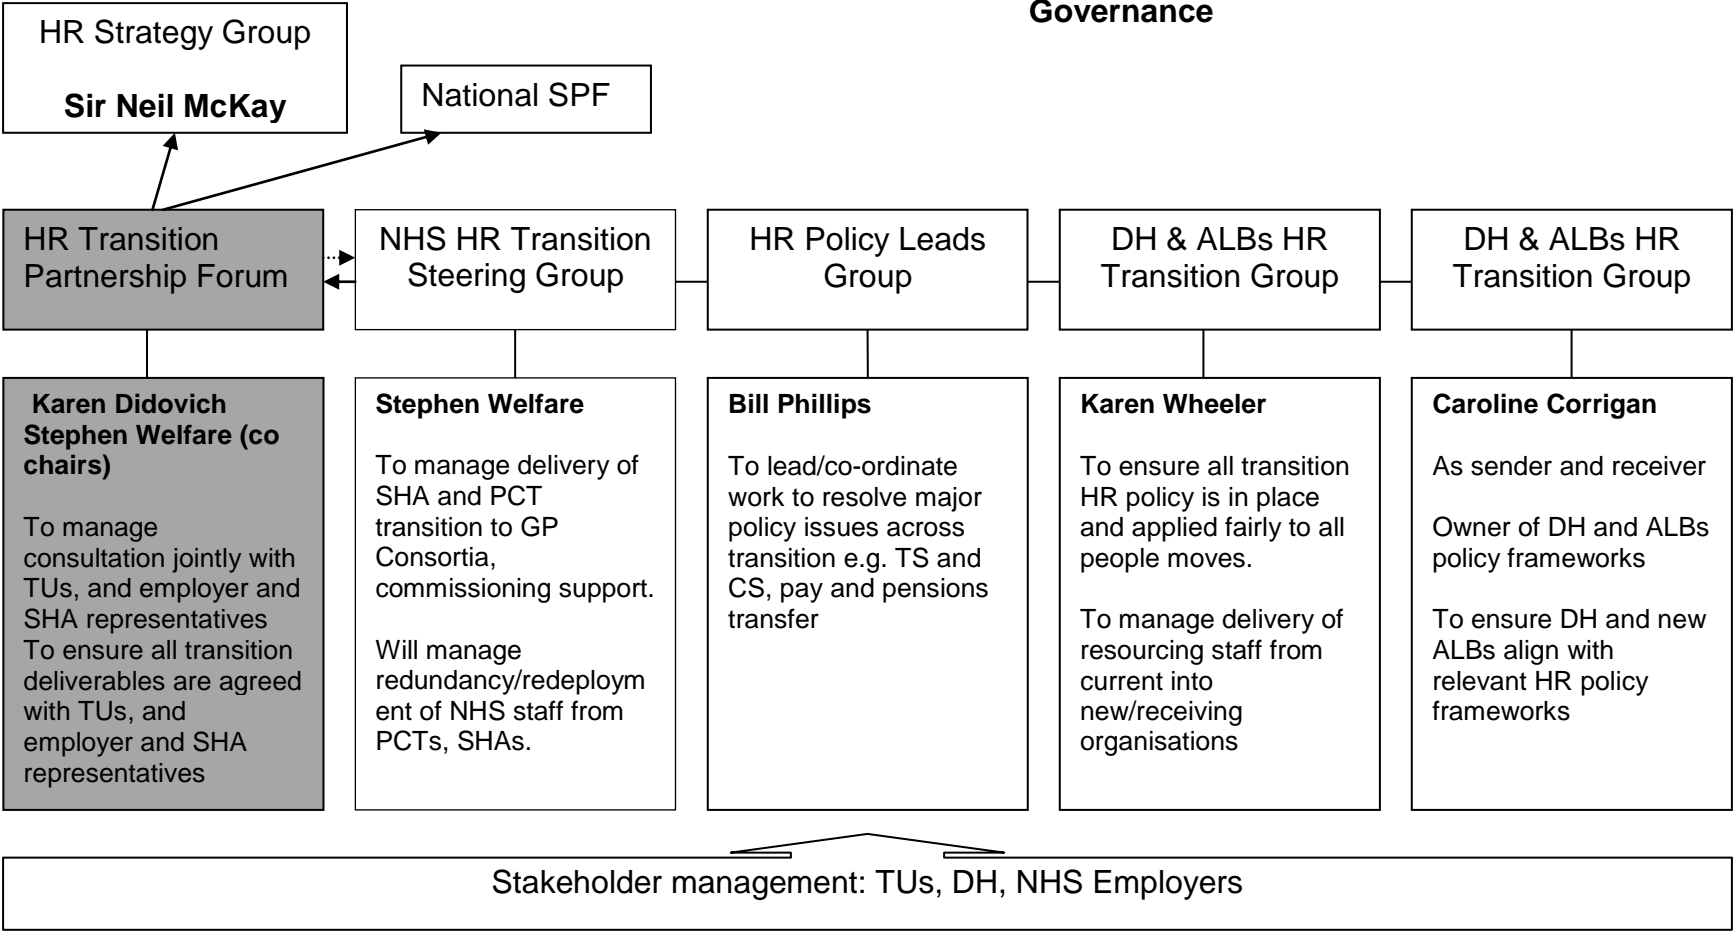 Governance
HR Strategy Group
Sir Neil McKay
National SPF
HR Transition
Partnership Forum
NHS HR Transition
Steering Group
HR Policy Leads
Group
DH & ALBs HR
Transition Group
DH & ALBs HR
Transition Group
Karen Didovich
Stephen Welfare (co
chairs)
To manage
consultation jointly with
TUs, and employer and
SHA representatives
To ensure all transition
deliverables are agreed
with TUs, and
employer and SHA
representatives
Stephen Welfare
To manage delivery of
SHA and PCT
transition to GP
Consortia,
commissioning support.
Will manage
redundancy/redeploym
ent of NHS staff from
PCTs, SHAs.
Bill Phillips
To lead/co-ordinate
work to resolve major
policy issues across
transition e.g. TS and
CS, pay and pensions
transfer
Karen Wheeler
To ensure all transition
HR policy is in place
and applied fairly to all
people moves.
To manage delivery of
resourcing staff from
current into
new/receiving
organisations
Caroline Corrigan
As sender and receiver
Owner of DH and ALBs
policy frameworks
To ensure DH and new
ALBs align with
relevant HR policy
frameworks
Stakeholder management: TUs, DH, NHS Employers